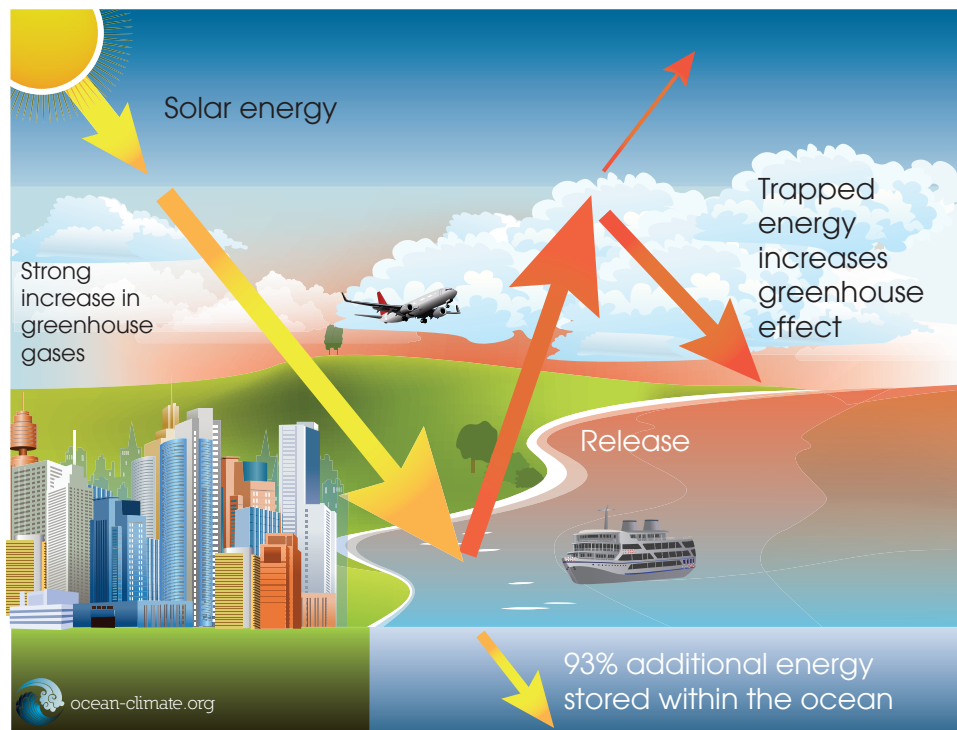 Solar energy
Strong
increase in
greenhouse
gases
Trapped
energy
increases
greenhouse
effect
Release
93% additional energy
stored within the ocean
ocean-climate.org